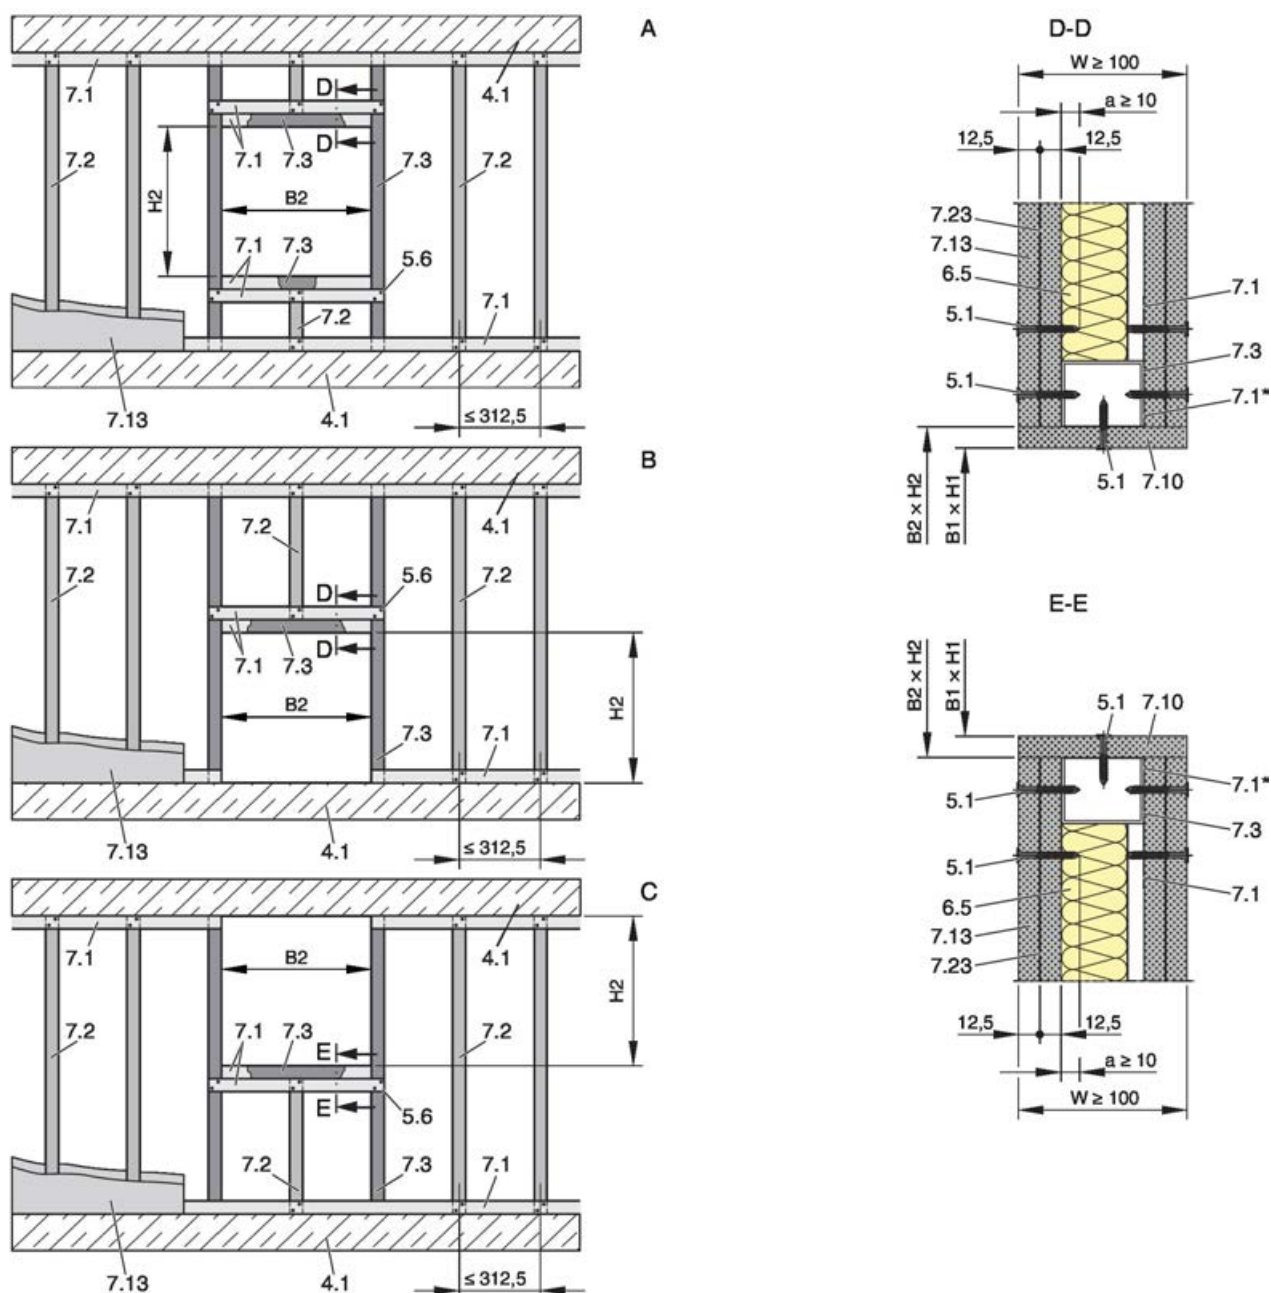 A
7.1
D
4.1
7.2
7.1
7.3
D
7.3
7.2
H2
B2
7.1
7.3
5.6
7.2
7.1
7.13
4.1
≤ 312,5
B
7.1
7.2
4.1
7.2
D
5.6
7.2
7.1
7.3
D
B2
H2
7.3
7.1
7.13
4.1
≤ 312,5
C
7.1
B2
4.1
H2
7.2
7.1
7.3
E
7.2
E
5.6
7.2
7.3
7.1
7.13
4.1
≤ 312,5
D-D
W ≥ 100
a ≥ 10
12,5
12,5
7.23
7.13
6.5
7.1
5.1
7.3
5.1
7.1*
5.1
7.10
B2 × H2
B1 × H1
E-E
B2 × H2
B1 × H1
5.1
7.10
7.1*
5.1
7.3
5.1
7.1
6.5
7.13
7.23
12,5
12,5
a ≥ 10
W ≥ 100